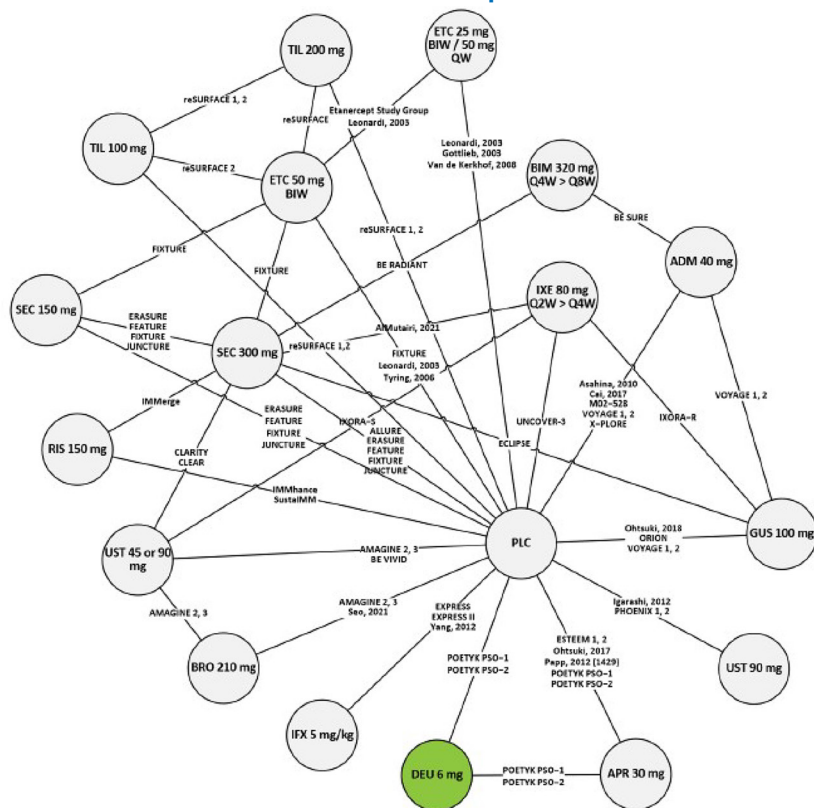 TIL 200 mg
ETC 25 mg
BIW / 50 mg
QW
reSURFACE 1, 2
reSURFACE
Etanercept Study Group
Leonardi, 2003
TIL 100 mg
Leonardi, 2003
Gottlieb, 2003
Van de Kerkhof, 2008
reSURFACE 2
ETC 50 mg
BIW
BIM 320 mg
Q4W > Q8W
BE SURE
reSURFACE 1, 2
FIXTURE
ADM 40 mg
BE RADIANT
FIXTURE
IXE 80 mg
Q2W > Q4W
SEC 150 mg
ERASURE
FEATURE
FIXTURE
JUNCTURE
SEC 300 mg
reSURFACE 1,2
AlMutairi, 2021
FIXTURE
Leonardi, 2003
Tyring, 2006
IMMerge
Asahina, 2010
Cai, 2017
M02-528
VOYAGE 1, 2
X-PLORE
VOYAGE 1, 2
ERASURE
FEATURE
FIXTURE
JUNCTURE
IXORA-S
ALLURE
ERASURE
FEATURE
FIXTURE
JUNCTURE
UNCOVER-3
IXORA-R
ECLIPSE
RIS 150 mg
CLARITY
CLEAR
IMMhance
SustaIMM
UST 45 or 90
mg
AMAGINE 2, 3
BE VIVID
PLC
Ohtsuki, 2018
ORION
VOYAGE 1, 2
GUS 100 mg
AMAGINE 2, 3
AMAGINE 2, 3
Seo, 2021
EXPRESS
EXPRESS II
Yang, 2012
Igarashi, 2012
PHOENIX 1, 2
BRO 210 mg
ESTEEM 1, 2
Ohtsuki, 2017
Papp, 2012 [1429]
POETYK PSO-1
POETYK PSO-2
UST 90 mg
POETYK PSO-1
POETYK PSO-2
IFX 5 mg/kg
DEU 6 mg
POETYK PSO-1
POETYK PSO-2
APR 30 mg